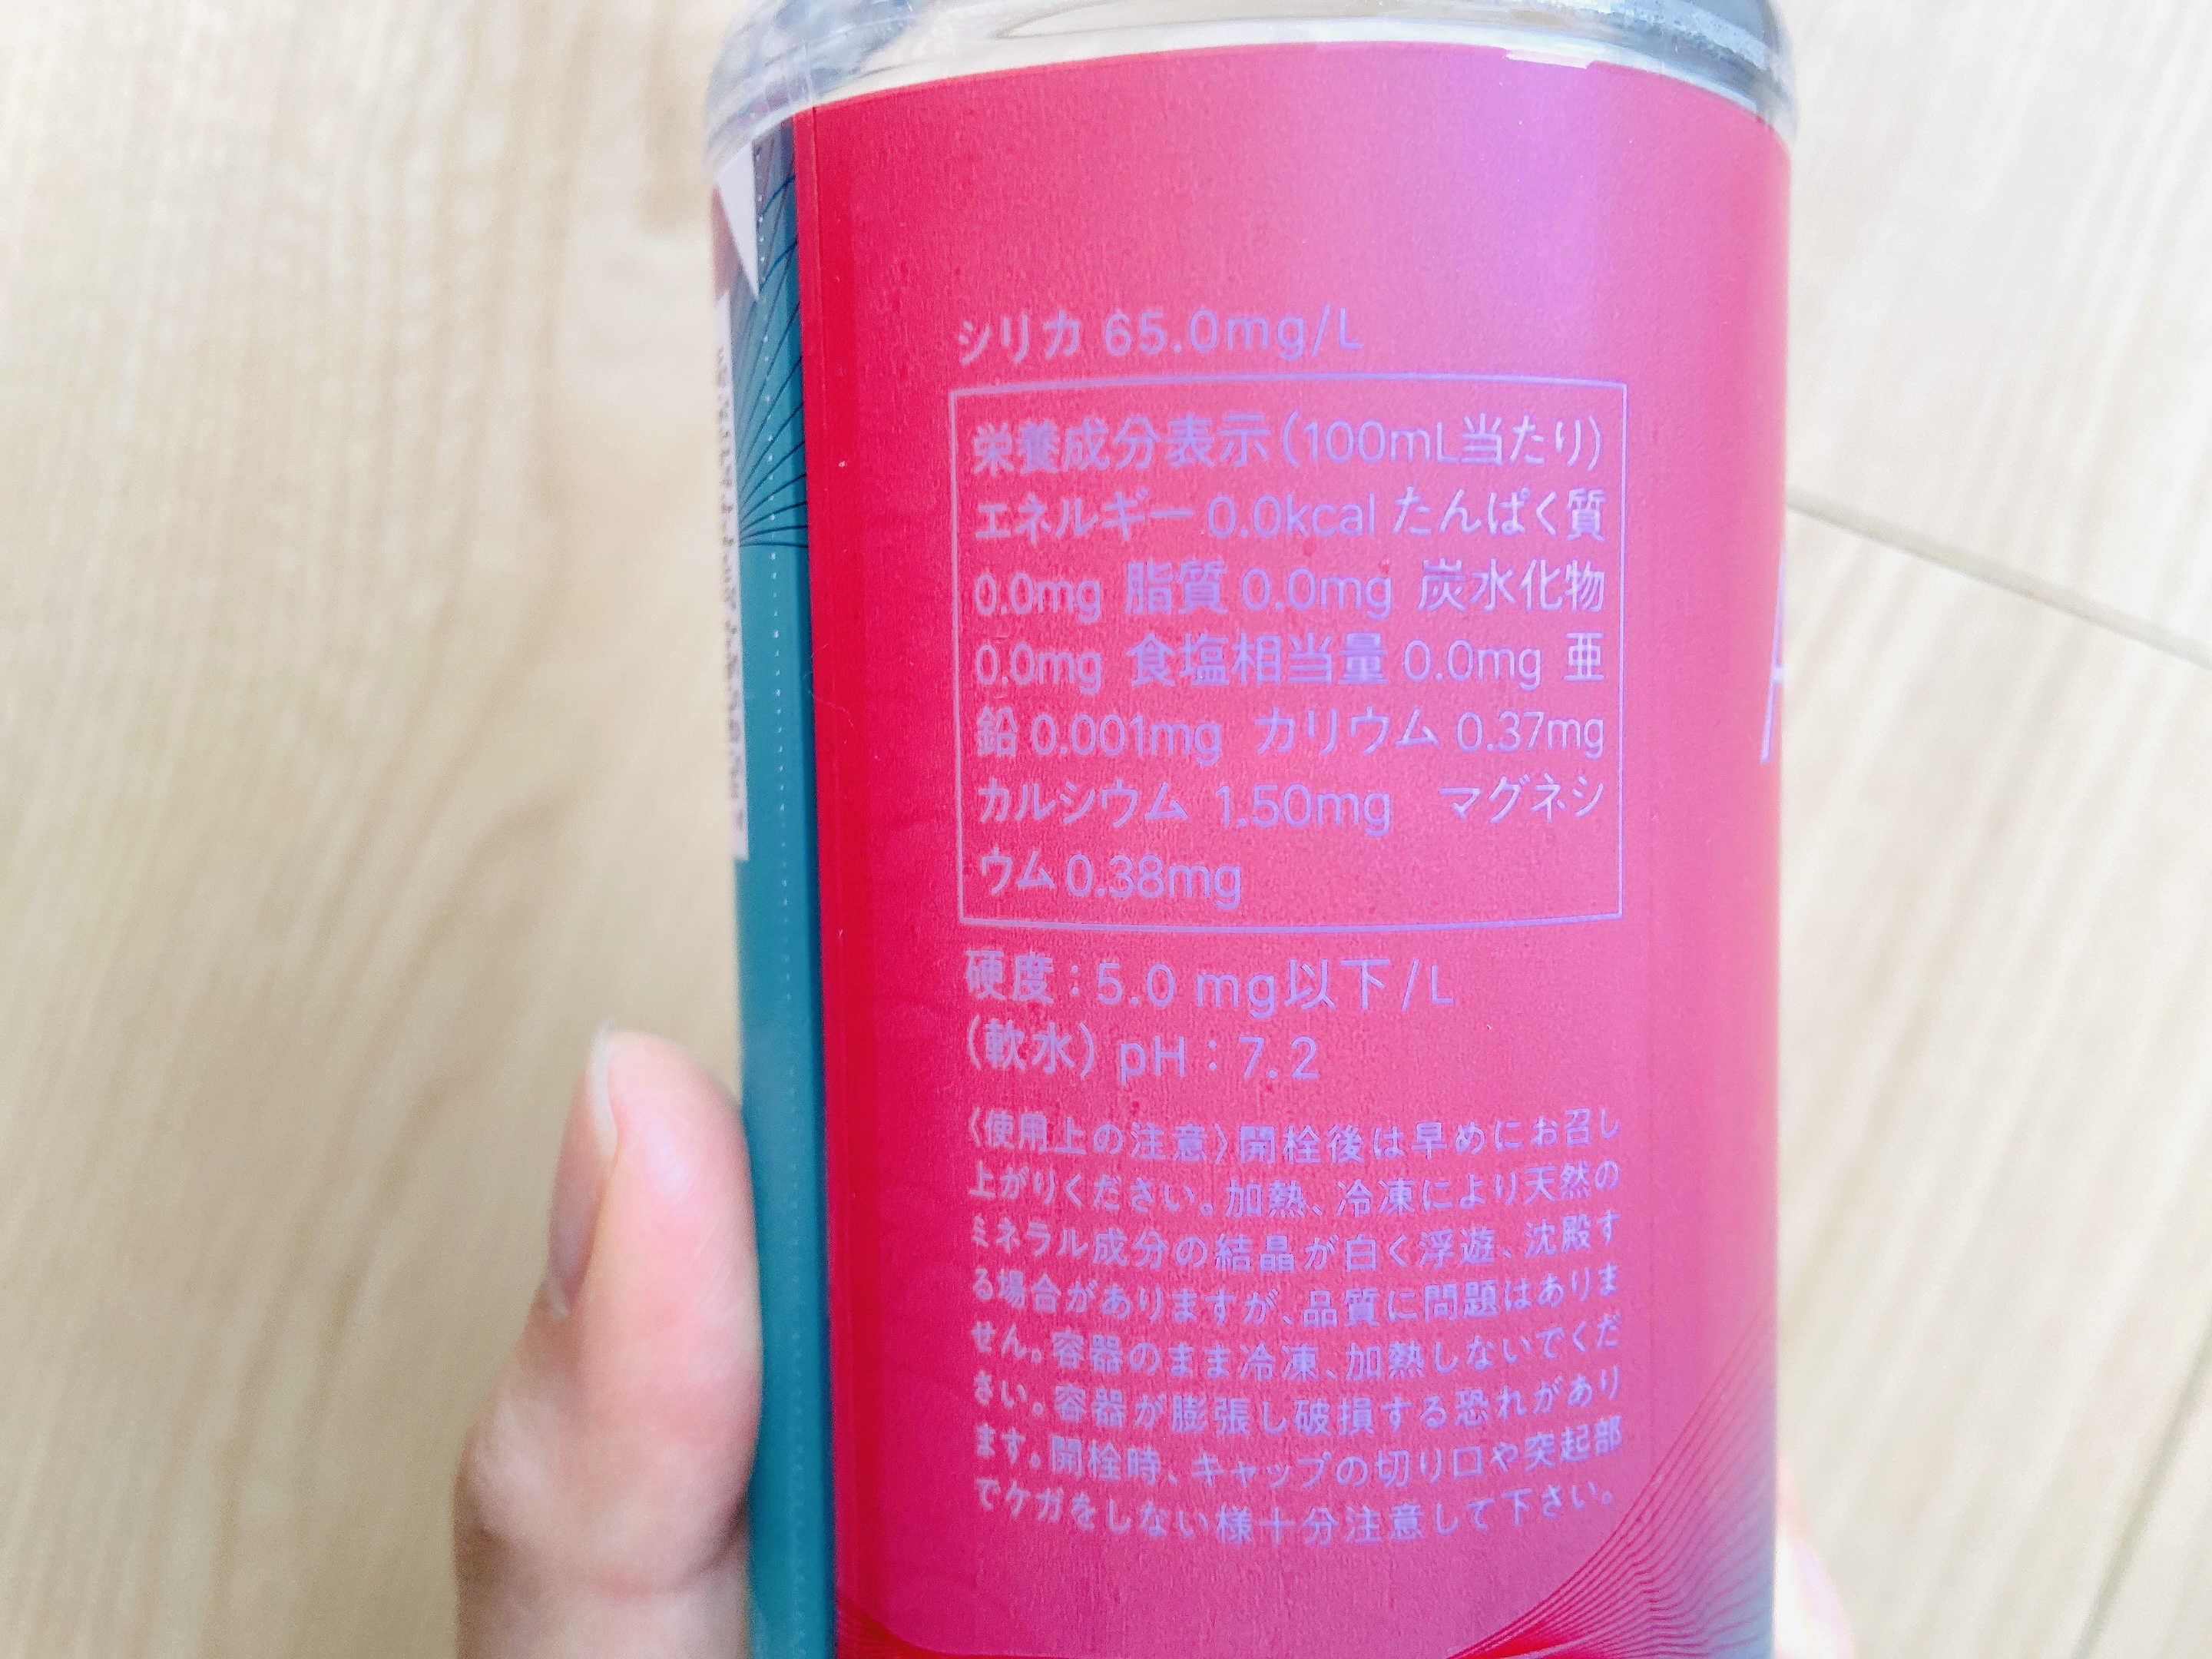 シリカ 65.0mg/L
栄養成分表示(100mL当たり)
エネルギー 0.0kcal たんぱく質
0.0mg 脂質 0.0mg 炭水化物
0.0mg 食塩相当量 0.0mg 亜
鉛 0.001mg カリウム 0.37mg
カルシウム 1.50mg マグネシ
ウム 0.38mg
硬度：5.0 mg以下/L
(軟水) pH：7.2
〈使用上の注意〉開栓後は早めにお召し
上がりください。加熱、冷凍により天然の
ミネラル成分の結晶が白く浮遊、沈殿す
る場合がありますが、品質に問題はありま
せん。容器のまま冷凍、加熱しないでくだ
さい。容器が膨張し破損する恐れがあり
ます。開栓時、キャップの切り口や突起部
でケガをしない様十分注意して下さい。